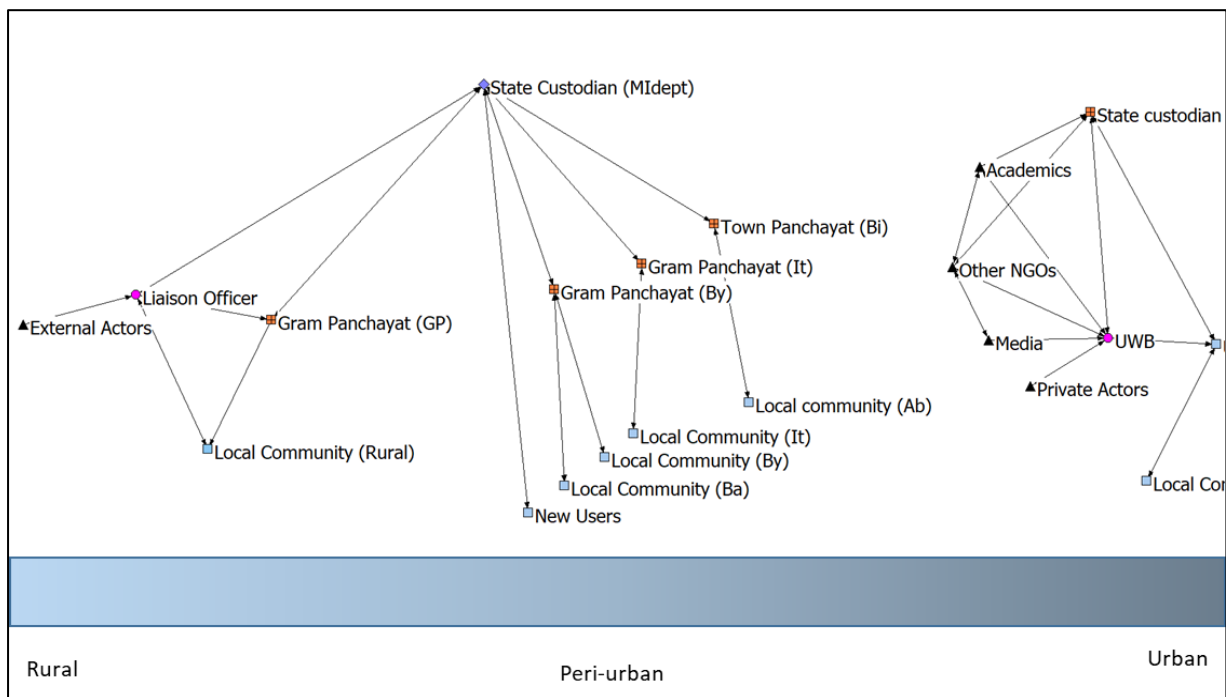 State Custodian (MIdept)
State custodian
Academics
Town Panchayat (Bi)
Gram Panchayat (It)
Other NGOs
Gram Panchayat (By)
Liaison Officer
External Actors
Gram Panchayat (GP)
Media
UWB
Private Actors
Local community (Ab)
Local Community (It)
Local Community (Rural)
Local Community (By)
Local Community (Ba)
Local
New Users
Rural
Peri-urban
Urban